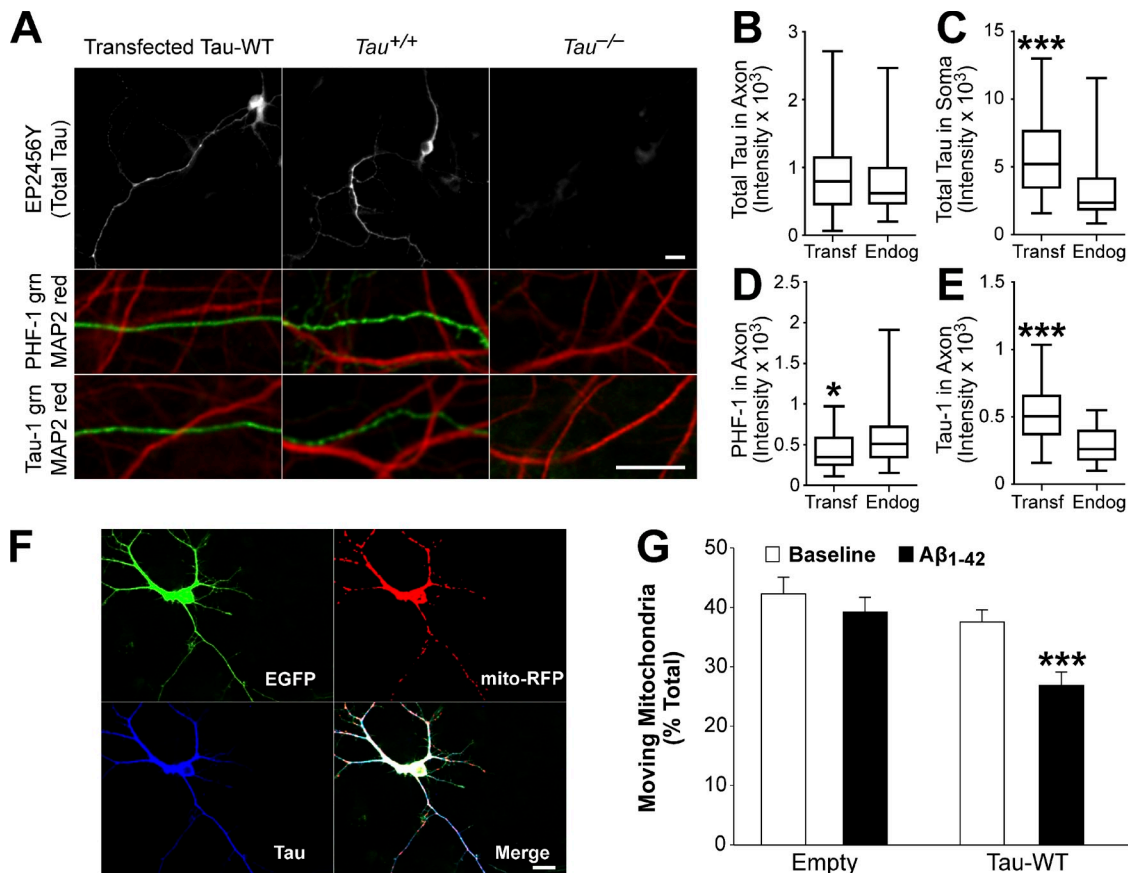 A
Transfected Tau-WT
Tau+/+
Tau−/−
EP2456Y
(Total Tau)
PHF-1 grn
MAP2 red
Tau-1 grn
MAP2 red
B
Total Tau in Axon
(Intensity x 10³)
3
2
1
0
Transf
Endog
C
Total Tau in Soma
(Intensity x 10³)
15
10
5
0
***
Transf
Endog
D
PHF-1 in Axon
(Intensity x 10³)
2.5
2
1.5
1
0.5
0
*
Transf
Endog
E
Tau-1 in Axon
(Intensity x 10³)
1.5
1
0.5
0
***
Transf
Endog
F
EGFP
mito-RFP
Tau
Merge
G
Moving Mitochondria
(% Total)
50
40
30
20
10
0
Baseline
Aβ1-42
***
Empty
Tau-WT